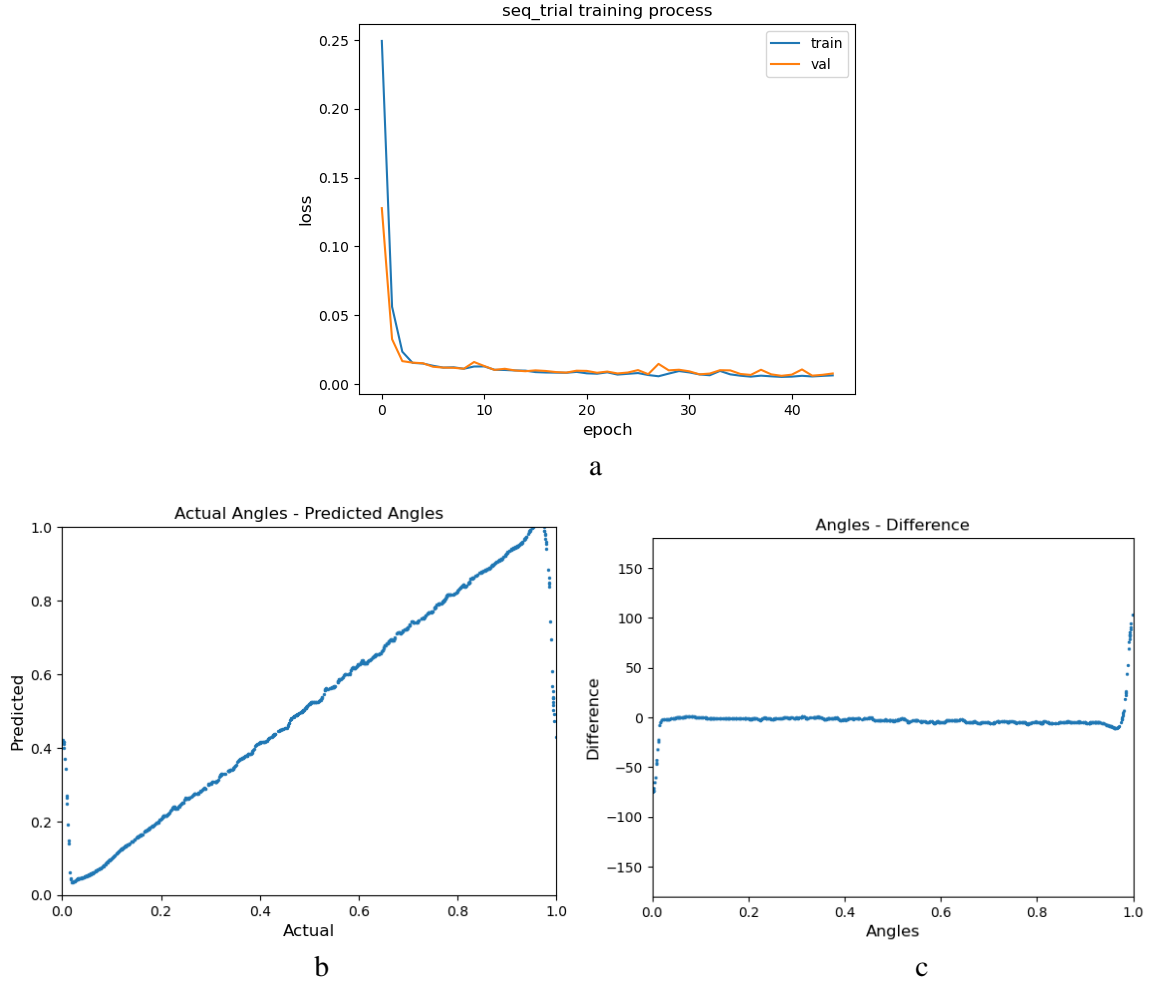 seq_trial training process
0.25
0.20
0.15
0.10
0.05
0.00
loss
train
val
0 10 20 30 40
epoch
a
Actual Angles - Predicted Angles
1.0
0.8
0.6
0.4
0.2
0.0
Predicted
0.0 0.2 0.4 0.6 0.8 1.0
Actual
b
Angles - Difference
150
100
50
0
−50
−100
−150
Difference
0.0 0.2 0.4 0.6 0.8 1.0
Angles
c